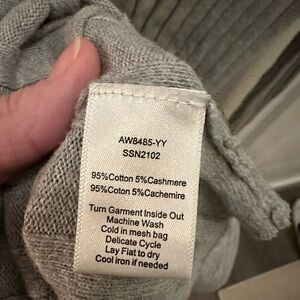 AW8485-YY
SSN2102
95%Cotton 5%Cashmere
95%Coton 5%Cachemire
Turn Garment Inside Out
Machine Wash
Cold in mesh bag
Delicate Cycle
Lay Flat to dry
Cool iron if needed